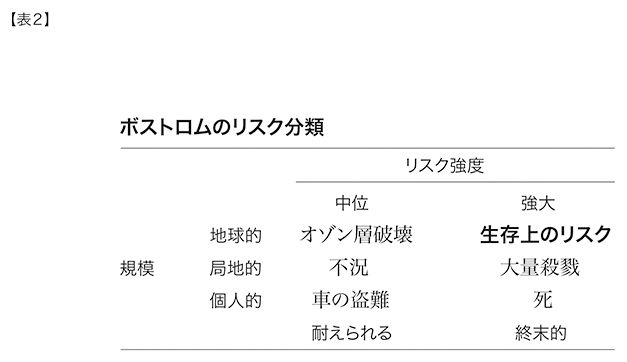 【表2】
ボストロムのリスク分類
リスク強度
中位 強大
地球的 オゾン層破壊 生存上のリスク
規模 局地的 不況 大量殺戮
個人的 車の盗難 死
耐えられる 終末的